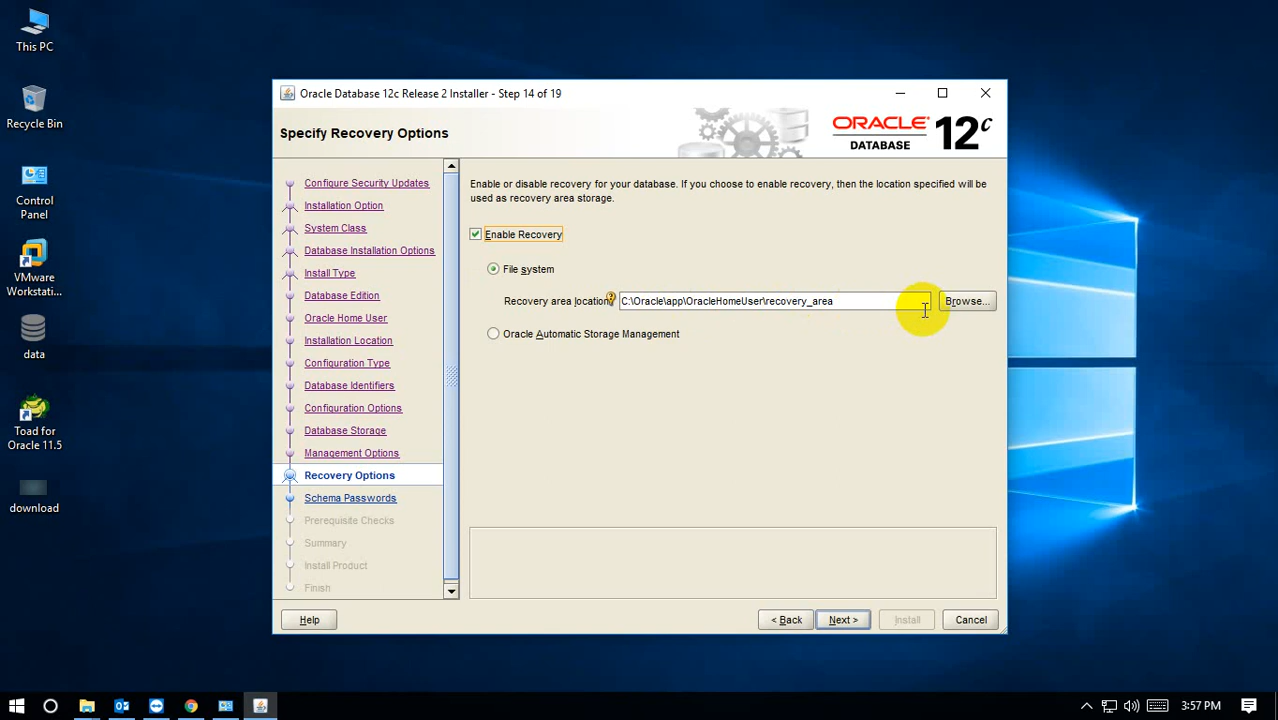 This PC
Recycle Bin
Control
Panel
VMware
Workstati...
data
Toad for
Oracle 11.5
download
Oracle Database 12c Release 2 Installer - Step 14 of 19
Specify Recovery Options
ORACLE
DATABASE
12c
Configure Security Updates
Installation Option
System Class
Database Installation Options
Install Type
Database Edition
Oracle Home User
Installation Location
Configuration Type
Database Identifiers
Configuration Options
Database Storage
Management Options
Recovery Options
Schema Passwords
Prerequisite Checks
Summary
Install Product
Finish
Enable or disable recovery for your database. If you choose to enable recovery, then the location specified will be
used as recovery area storage.
Enable Recovery
File system
Recovery area location: C:\Oracle\app\OracleHomeUser\recovery_area Browse...
Oracle Automatic Storage Management
Help < Back Next > Install Cancel
3:57 PM